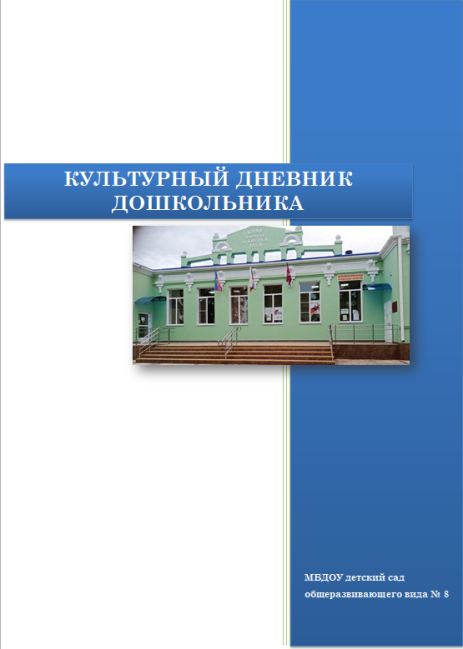 КУЛЬТУРНЫЙ ДНЕВНИК
ДОШКОЛЬНИКА
МБДОУ детский сад
общеразвивающего вида № 8